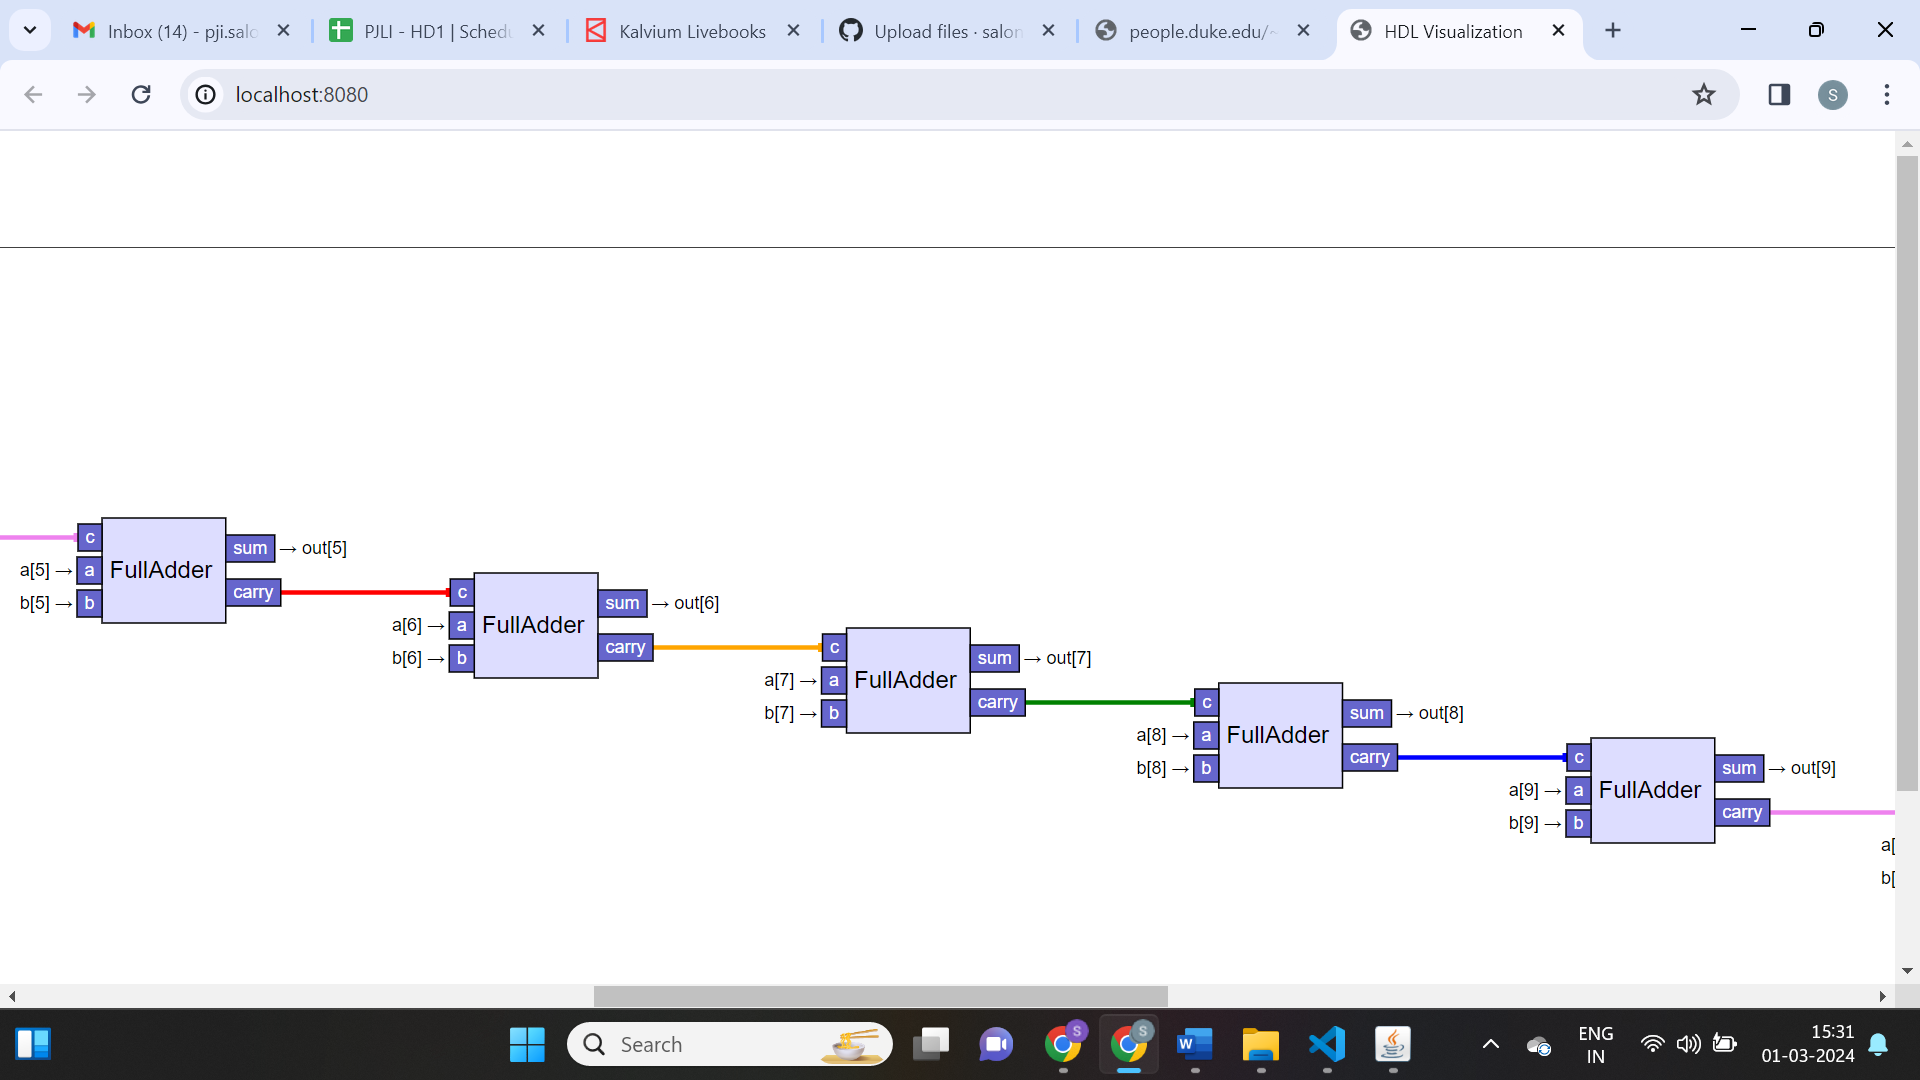 Inbox (14) - pji.salo
PJLI - HD1 | Schedu
Kalvium Livebooks
Upload files · salon
people.duke.edu/~
HDL Visualization
localhost:8080
S
c
a[5] → a
b[5] → b
FullAdder
sum → out[5]
carry
c
a[6] → a
b[6] → b
FullAdder
sum → out[6]
carry
c
a[7] → a
b[7] → b
FullAdder
sum → out[7]
carry
c
a[8] → a
b[8] → b
FullAdder
sum → out[8]
carry
c
a[9] → a
b[9] → b
FullAdder
sum → out[9]
carry
a[
b[
Search
S
S
W
ENG
IN
15:31
01-03-2024